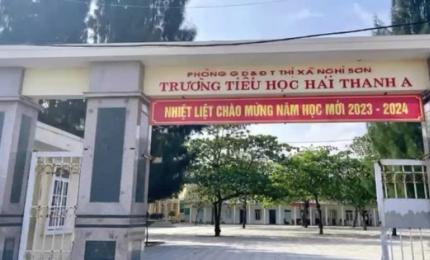 PHÒNG GD&ĐT THỊ XÃ NGHI SƠN
TRƯỜNG TIỂU HỌC HẢI THANH A
NHIỆT LIỆT CHÀO MỪNG NĂM HỌC MỚI 2023 - 2024